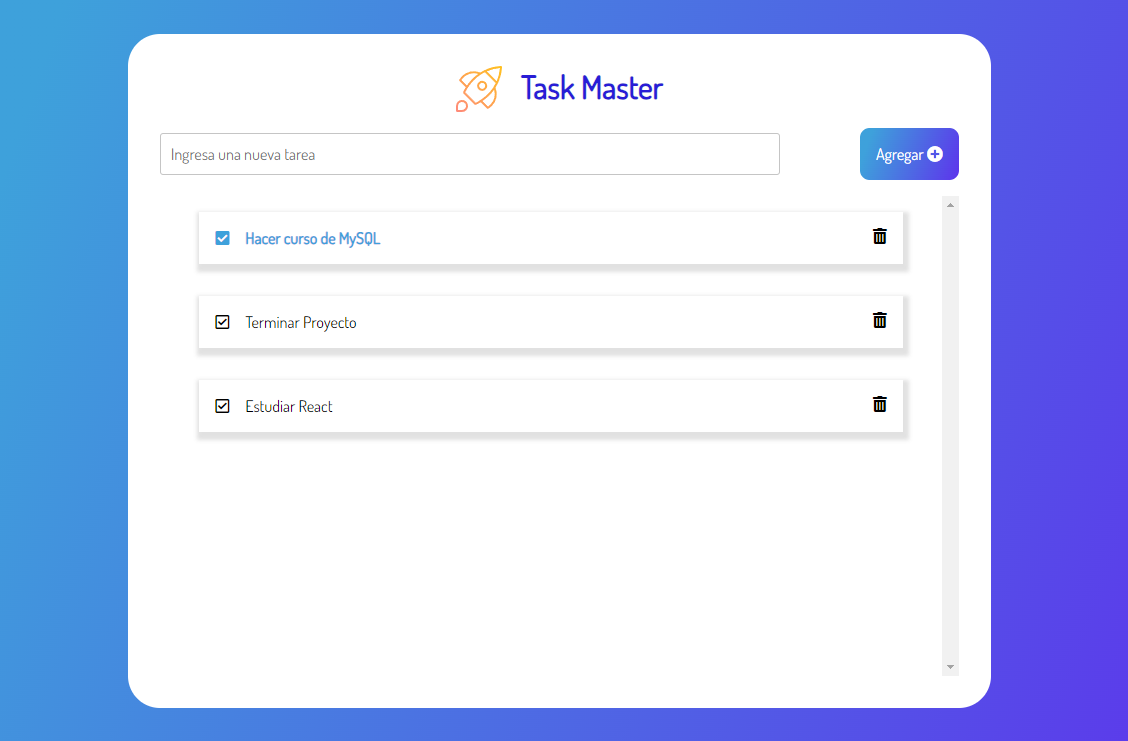 Task Master
Ingresa una nueva tarea
Agregar
Hacer curso de MySQL
Terminar Proyecto
Estudiar React